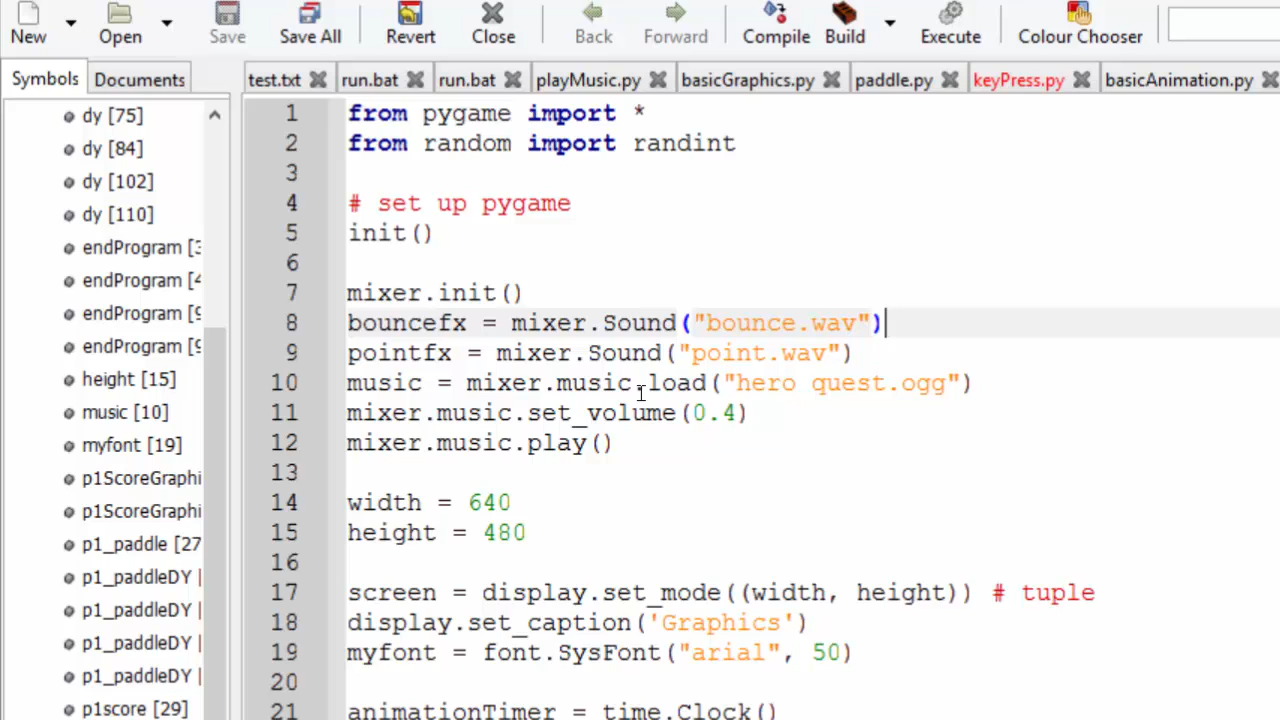 New Open Save Save All Revert Close Back Forward Compile Build Execute Colour Chooser
Symbols Documents test.txt run.bat run.bat playMusic.py basicGraphics.py paddle.py keyPress.py basicAnimation.py
dy [75]
dy [84]
dy [102]
dy [110]
endProgram [3
endProgram [4
endProgram [9
endProgram [9
height [15]
music [10]
myfont [19]
p1ScoreGraphi
p1ScoreGraphi
p1_paddle [27
p1_paddleDY [
p1_paddleDY [
p1_paddleDY [
p1_paddleDY [
p1score [29]
1 from pygame import *
2 from random import randint
3
4 # set up pygame
5 init()
6
7 mixer.init()
8 bouncefx = mixer.Sound("bounce.wav")
9 pointfx = mixer.Sound("point.wav")
10 music = mixer.music.load("hero quest.ogg")
11 mixer.music.set_volume(0.4)
12 mixer.music.play()
13
14 width = 640
15 height = 480
16
17 screen = display.set_mode((width, height)) # tuple
18 display.set_caption('Graphics')
19 myfont = font.SysFont("arial", 50)
20
21 animationTimer = time.Clock()